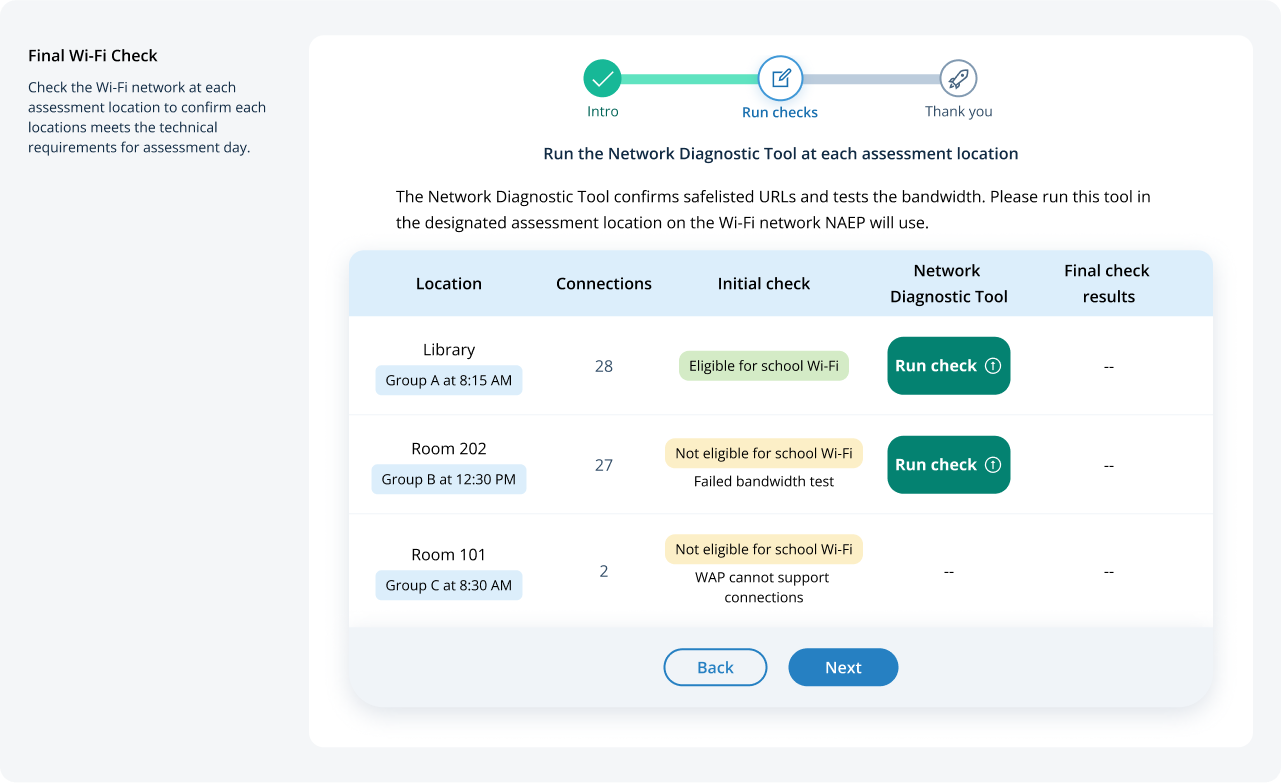 Final Wi-Fi Check
Check the Wi-Fi network at each
assessment location to confirm each
locations meets the technical
requirements for assessment day.
Intro
Run checks
Thank you
Run the Network Diagnostic Tool at each assessment location
The Network Diagnostic Tool confirms safelisted URLs and tests the bandwidth. Please run this tool in
the designated assessment location on the Wi-Fi network NAEP will use.
Location
Connections
Initial check
Network
Diagnostic Tool
Final check
results
Library
Group A at 8:15 AM
28
Eligible for school Wi-Fi
Run check
--
Room 202
Group B at 12:30 PM
27
Not eligible for school Wi-Fi
Failed bandwidth test
Run check
--
Room 101
Group C at 8:30 AM
2
Not eligible for school Wi-Fi
WAP cannot support
connections
--
--
Back
Next